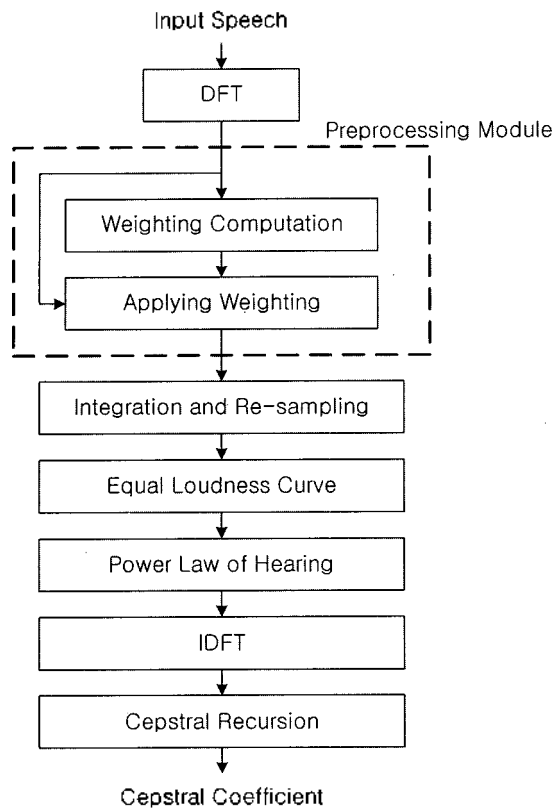 Input Speech
DFT
Preprocessing Module
Weighting Computation
Applying Weighting
Integration and Re-sampling
Equal Loudness Curve
Power Law of Hearing
IDFT
Cepstral Recursion
Cepstral Coefficient